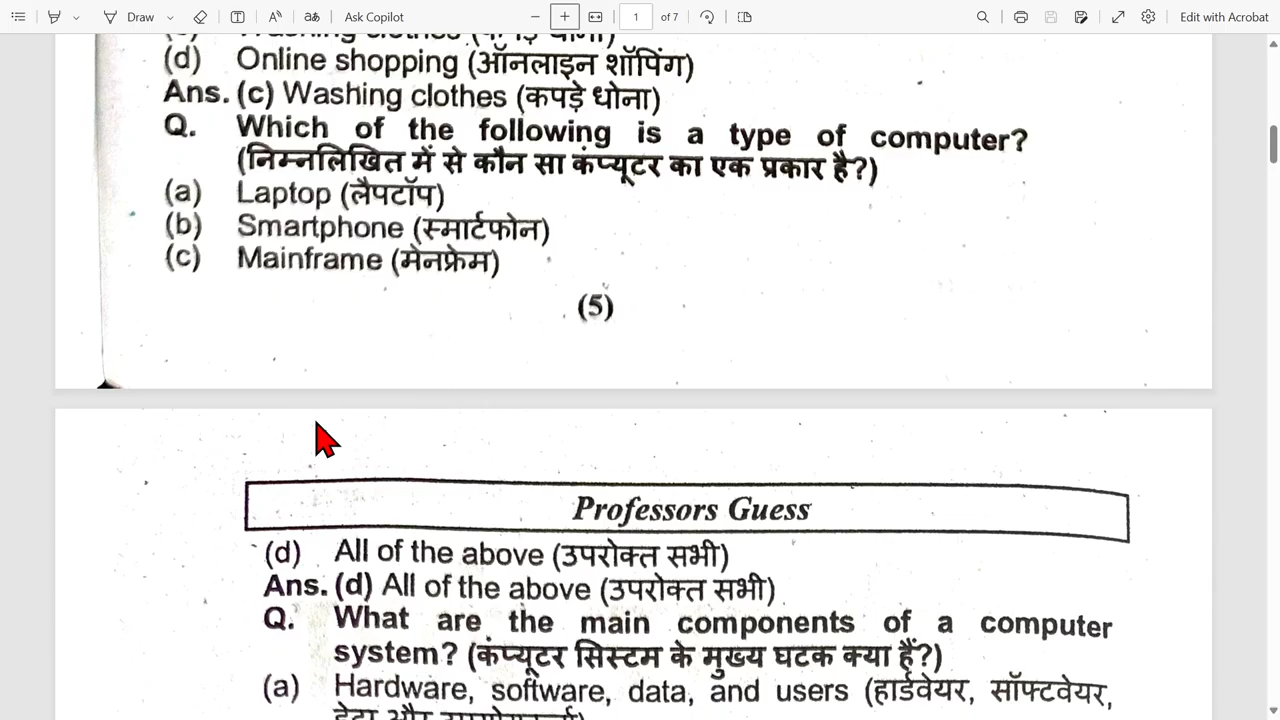 Draw
Ask Copilot
1 of 7
Edit with Acrobat
(d) Online shopping (ऑनलाइन शॉपिंग)
Ans. (c) Washing clothes (कपड़े धोना)
Q. Which of the following is a type of computer?
(निम्नलिखित में से कौन सा कंप्यूटर का एक प्रकार है?)
(a) Laptop (लैपटॉप)
(b) Smartphone (स्मार्टफोन)
(c) Mainframe (मेनफ्रेम)
(5)
Professors Guess
(d) All of the above (उपरोक्त सभी)
Ans. (d) All of the above (उपरोक्त सभी)
Q. What are the main components of a computer
system? (कंप्यूटर सिस्टम के मुख्य घटक क्या हैं?)
(a) Hardware, software, data, and users (हार्डवेयर, सॉफ्टवेयर,